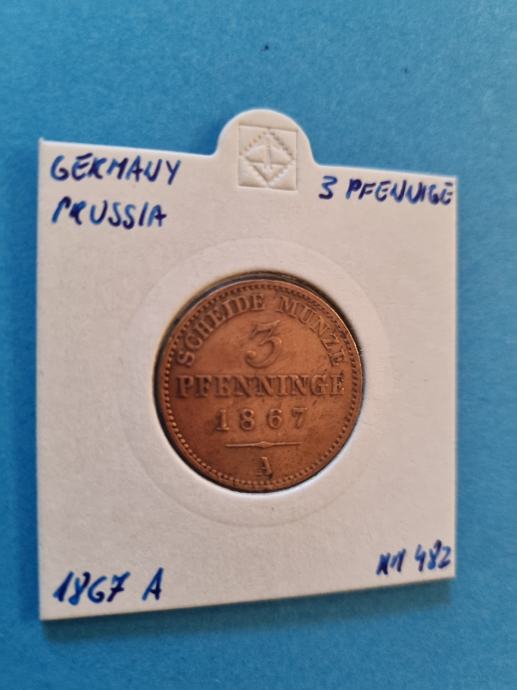 GERMANY
PRUSSIA
3 PFENNIGE
SCHEIDE MÜNZE
3
PFENNINGE
1867
A
1867 A
KM 482